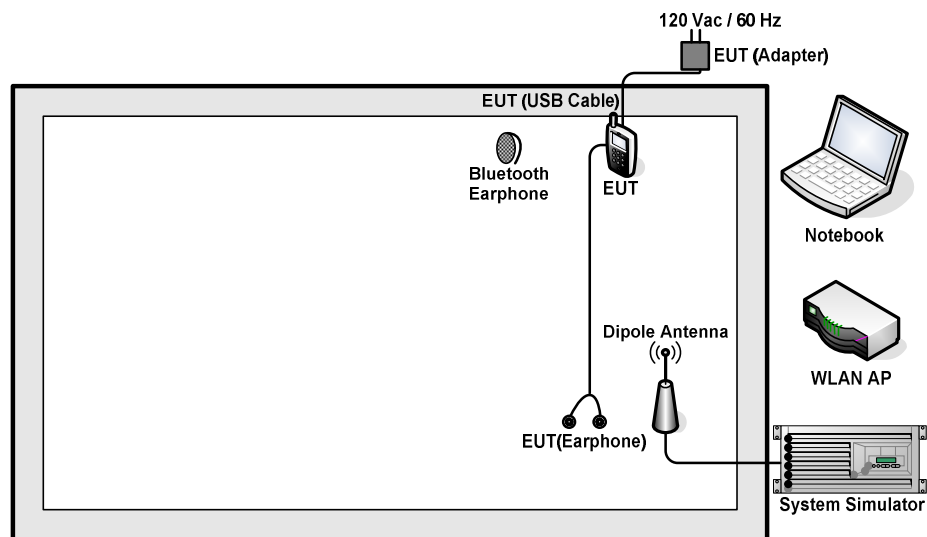 120 Vac / 60 Hz
EUT (Adapter)
EUT (USB Cable)
Bluetooth
Earphone
EUT
Notebook
Dipole Antenna
WLAN AP
EUT(Earphone)
System Simulator